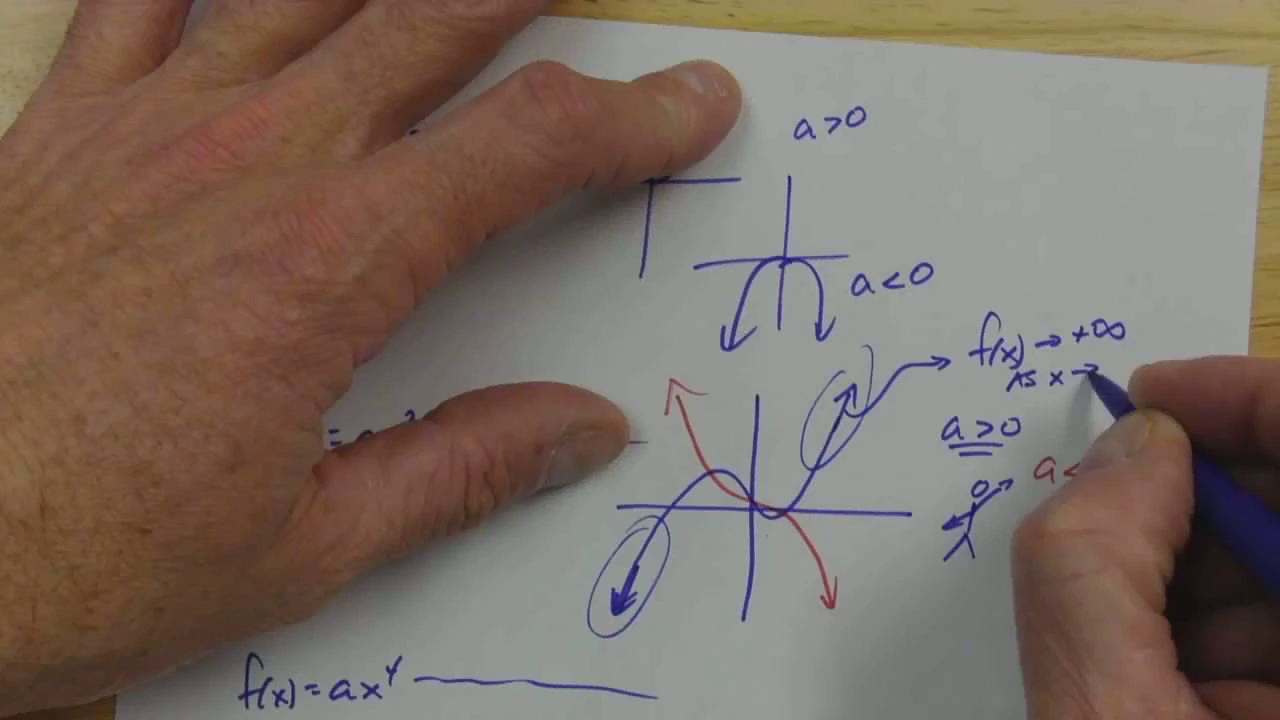 a>0
a<0
f(x) → +∞
AS x →
a>0
a<
f(x) = ax⁴